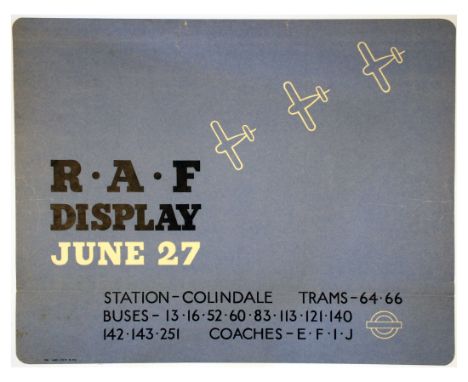 R·A·F
DISPLAY
JUNE 27
STATION-COLINDALE TRAMS-64·66
BUSES-13·16·52·60·83·113·121·140
142·143·251 COACHES-E·F·I·J